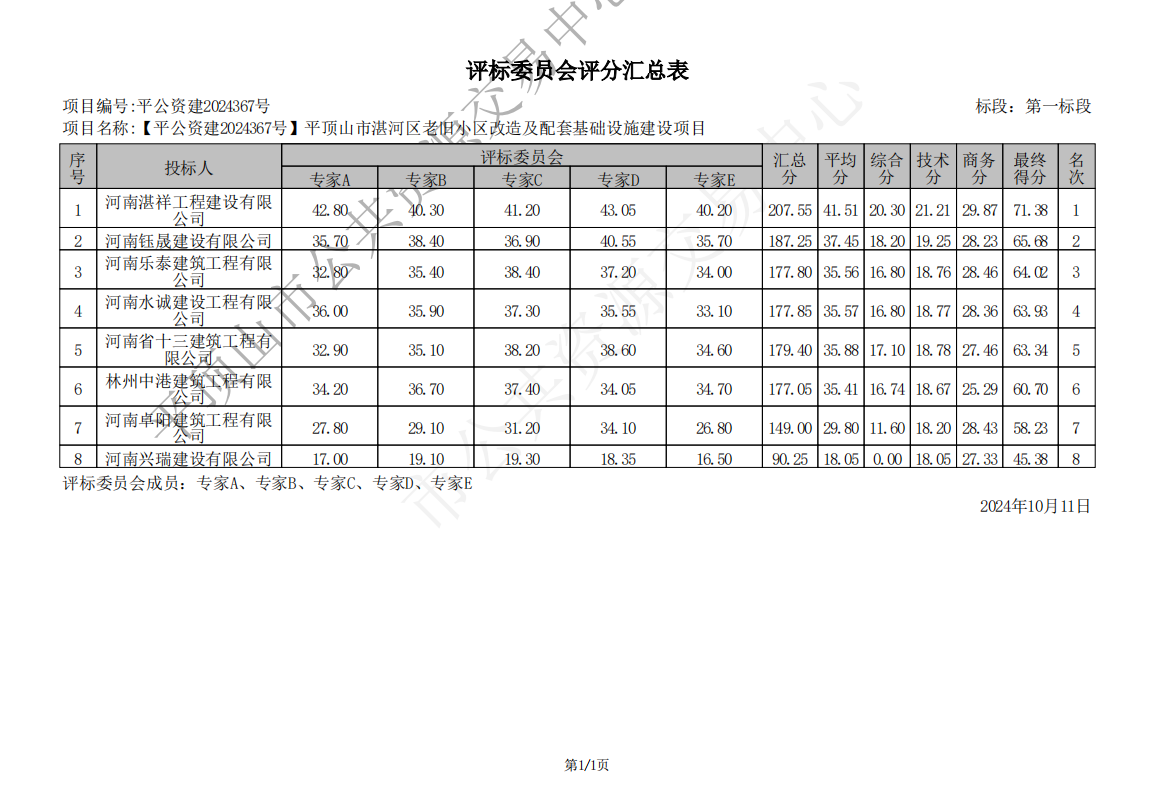 评标委员会评分汇总表
项目编号:平公资建2024367号 标段：第一标段
项目名称:【平公资建2024367号】平顶山市湛河区老旧小区改造及配套基础设施建设项目
序号 投标人 评标委员会 汇总分 平均分 综合分 技术分 商务分 最终得分 名次
专家A 专家B 专家C 专家D 专家E
1 河南湛祥工程建设有限公司 42.80 40.30 41.20 43.05 40.20 207.55 41.51 20.30 21.21 29.87 71.38 1
2 河南钰晟建设有限公司 35.70 38.40 36.90 40.55 35.70 187.25 37.45 18.20 19.25 28.23 65.68 2
3 河南乐泰建筑工程有限公司 32.80 35.40 38.40 37.20 34.00 177.80 35.56 16.80 18.76 28.46 64.02 3
4 河南水诚建设工程有限公司 36.00 35.90 37.30 35.55 33.10 177.85 35.57 16.80 18.77 28.36 63.93 4
5 河南省十三建筑工程有限公司 32.90 35.10 38.20 38.60 34.60 179.40 35.88 17.10 18.78 27.46 63.34 5
6 林州中港建筑工程有限公司 34.20 36.70 37.40 34.05 34.70 177.05 35.41 16.74 18.67 25.29 60.70 6
7 河南卓阳建筑工程有限公司 27.80 29.10 31.20 34.10 26.80 149.00 29.80 11.60 18.20 28.43 58.23 7
8 河南兴瑞建设有限公司 17.00 19.10 19.30 18.35 16.50 90.25 18.05 0.00 18.05 27.33 45.38 8
评标委员会成员：专家A、专家B、专家C、专家D、专家E
2024年10月11日
第1/1页
平顶山市公共资源交易中心
市公共资源交易中心